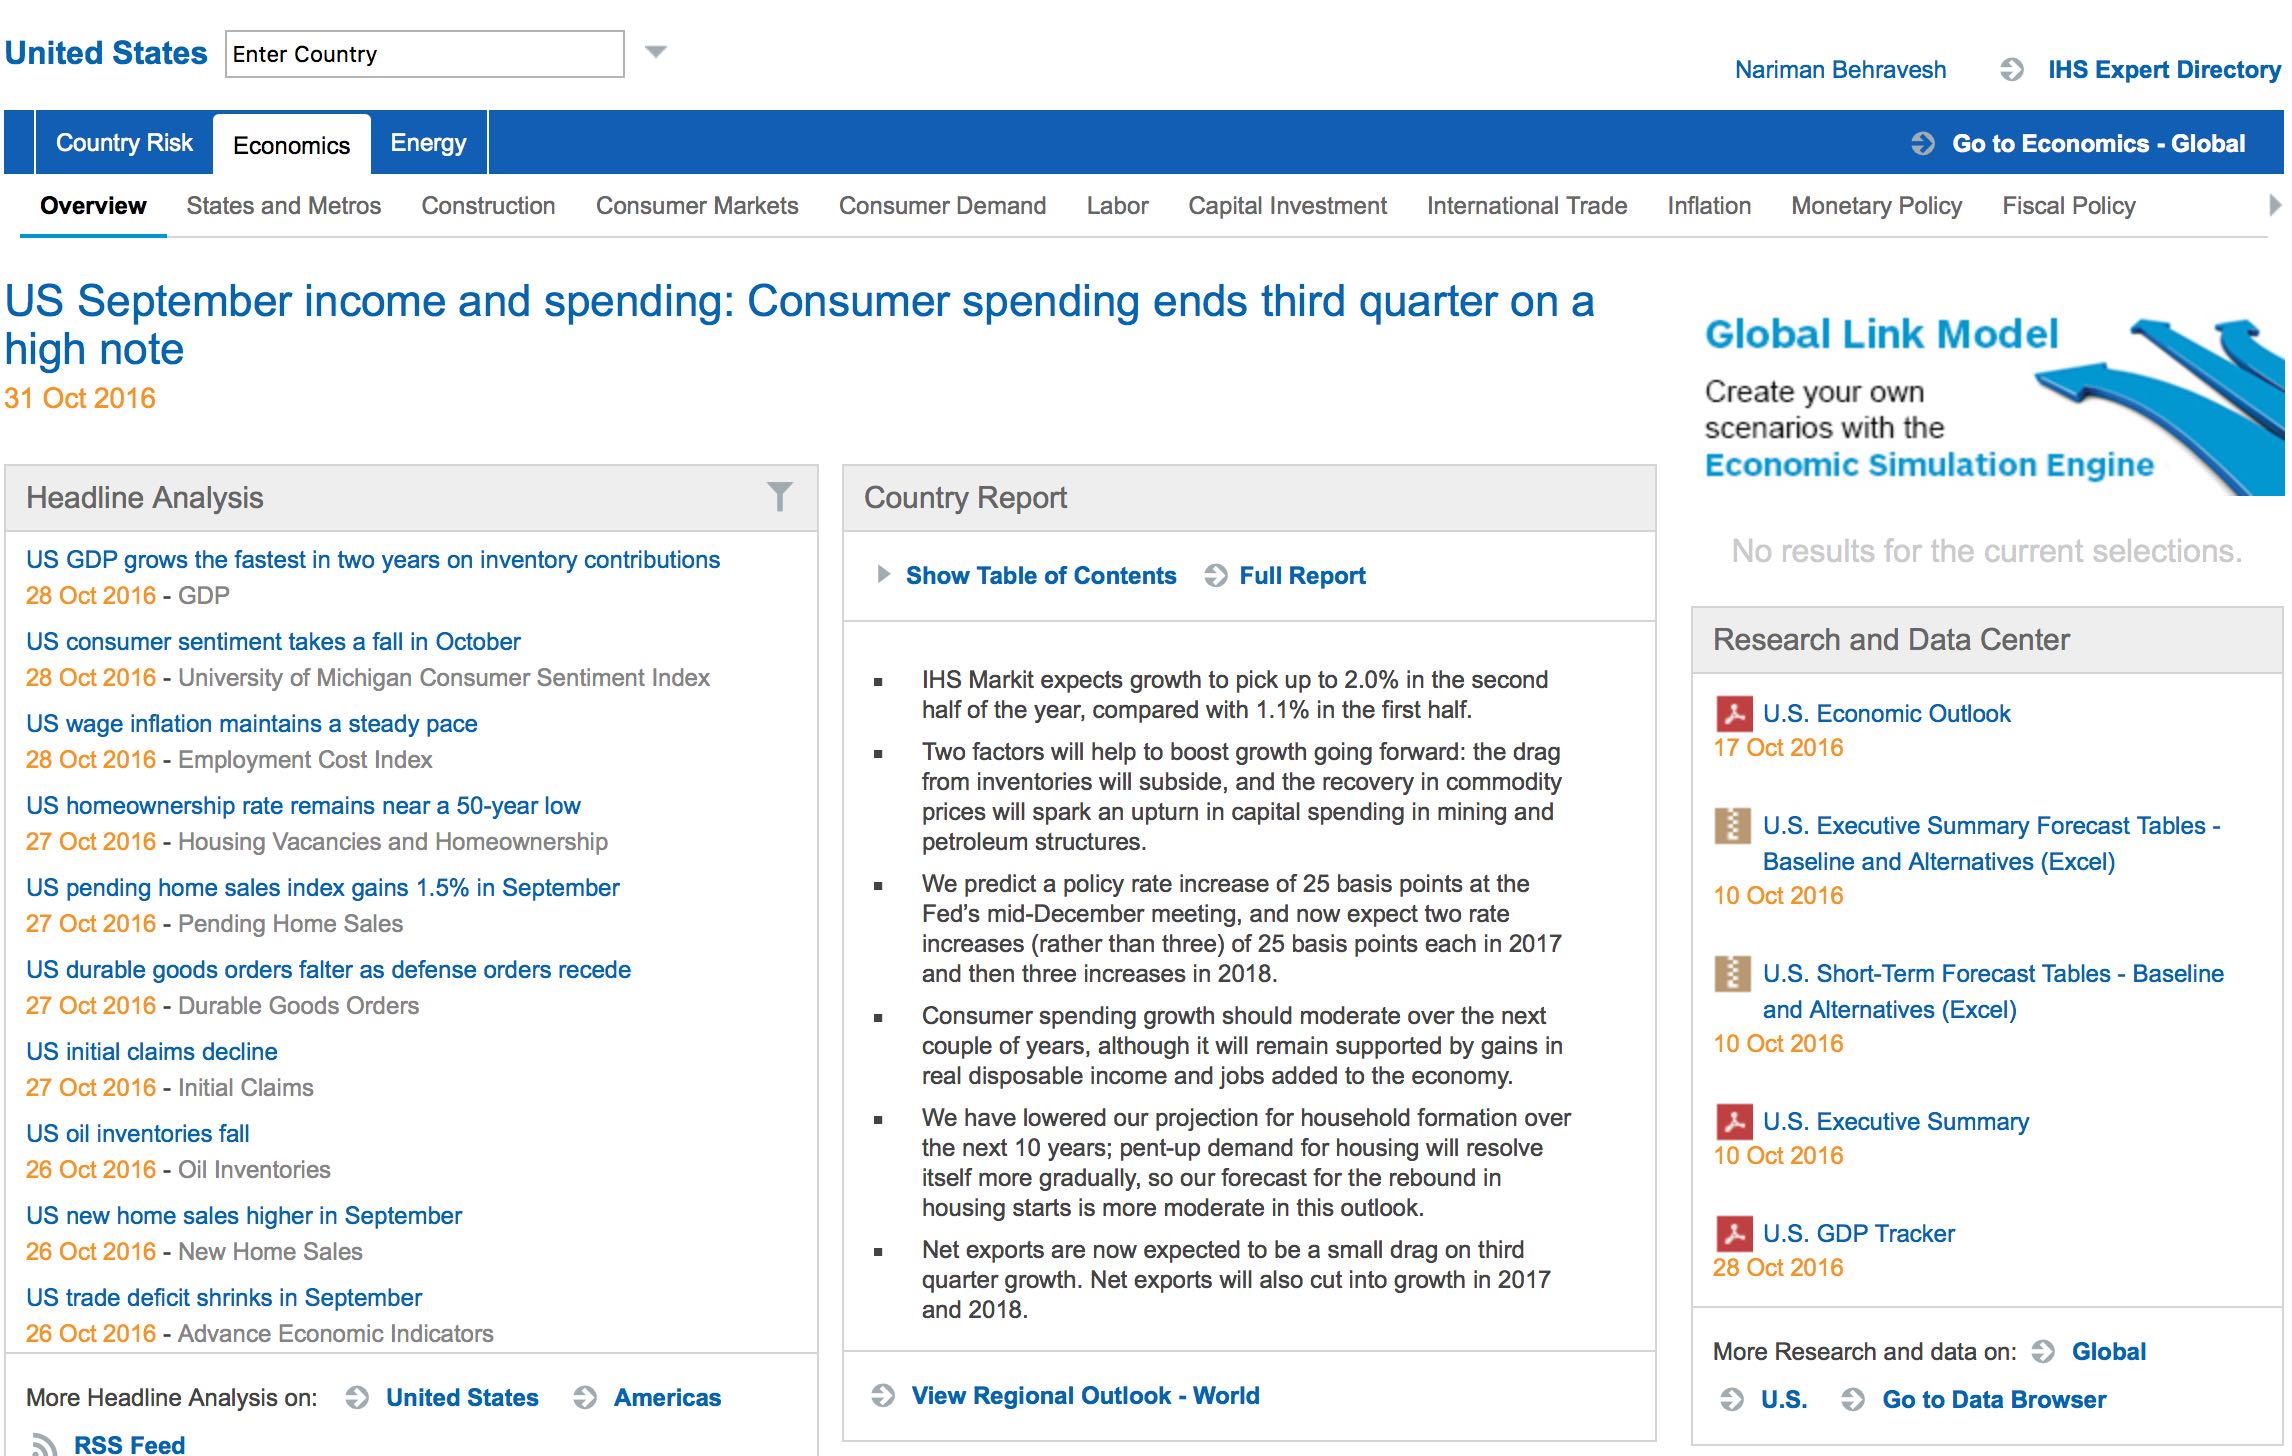 United States
Enter Country
Nariman Behravesh
IHS Expert Directory
Country Risk
Economics
Energy
Go to Economics - Global
Overview
States and Metros
Construction
Consumer Markets
Consumer Demand
Labor
Capital Investment
International Trade
Inflation
Monetary Policy
Fiscal Policy
US September income and spending: Consumer spending ends third quarter on a
high note
31 Oct 2016
Headline Analysis
US GDP grows the fastest in two years on inventory contributions
28 Oct 2016 - GDP
US consumer sentiment takes a fall in October
28 Oct 2016 - University of Michigan Consumer Sentiment Index
US wage inflation maintains a steady pace
28 Oct 2016 - Employment Cost Index
US homeownership rate remains near a 50-year low
27 Oct 2016 - Housing Vacancies and Homeownership
US pending home sales index gains 1.5% in September
27 Oct 2016 - Pending Home Sales
US durable goods orders falter as defense orders recede
27 Oct 2016 - Durable Goods Orders
US initial claims decline
27 Oct 2016 - Initial Claims
US oil inventories fall
26 Oct 2016 - Oil Inventories
US new home sales higher in September
26 Oct 2016 - New Home Sales
US trade deficit shrinks in September
26 Oct 2016 - Advance Economic Indicators
More Headline Analysis on:
United States
Americas
RSS Feed
Country Report
Show Table of Contents
Full Report
IHS Markit expects growth to pick up to 2.0% in the second
half of the year, compared with 1.1% in the first half.
Two factors will help to boost growth going forward: the drag
from inventories will subside, and the recovery in commodity
prices will spark an upturn in capital spending in mining and
petroleum structures.
We predict a policy rate increase of 25 basis points at the
Fed’s mid-December meeting, and now expect two rate
increases (rather than three) of 25 basis points each in 2017
and then three increases in 2018.
Consumer spending growth should moderate over the next
couple of years, although it will remain supported by gains in
real disposable income and jobs added to the economy.
We have lowered our projection for household formation over
the next 10 years; pent-up demand for housing will resolve
itself more gradually, so our forecast for the rebound in
housing starts is more moderate in this outlook.
Net exports are now expected to be a small drag on third
quarter growth. Net exports will also cut into growth in 2017
and 2018.
View Regional Outlook - World
Global Link Model
Create your own
scenarios with the
Economic Simulation Engine
No results for the current selections.
Research and Data Center
U.S. Economic Outlook
17 Oct 2016
U.S. Executive Summary Forecast Tables -
Baseline and Alternatives (Excel)
10 Oct 2016
U.S. Short-Term Forecast Tables - Baseline
and Alternatives (Excel)
10 Oct 2016
U.S. Executive Summary
10 Oct 2016
U.S. GDP Tracker
28 Oct 2016
More Research and data on:
Global
U.S.
Go to Data Browser